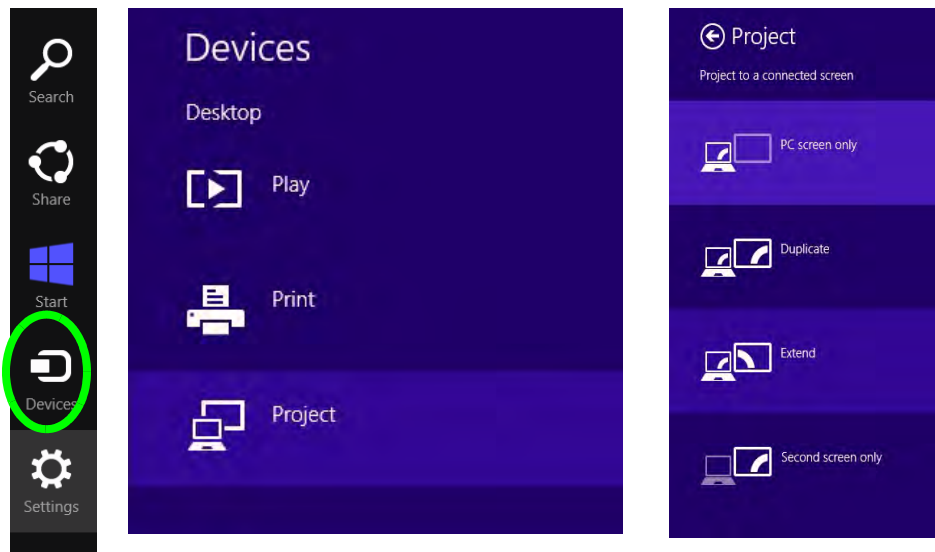 Search
Share
Start
Devices
Settings
Devices
Desktop
Play
Print
Project
Project
Project to a connected screen
PC screen only
Duplicate
Extend
Second screen only